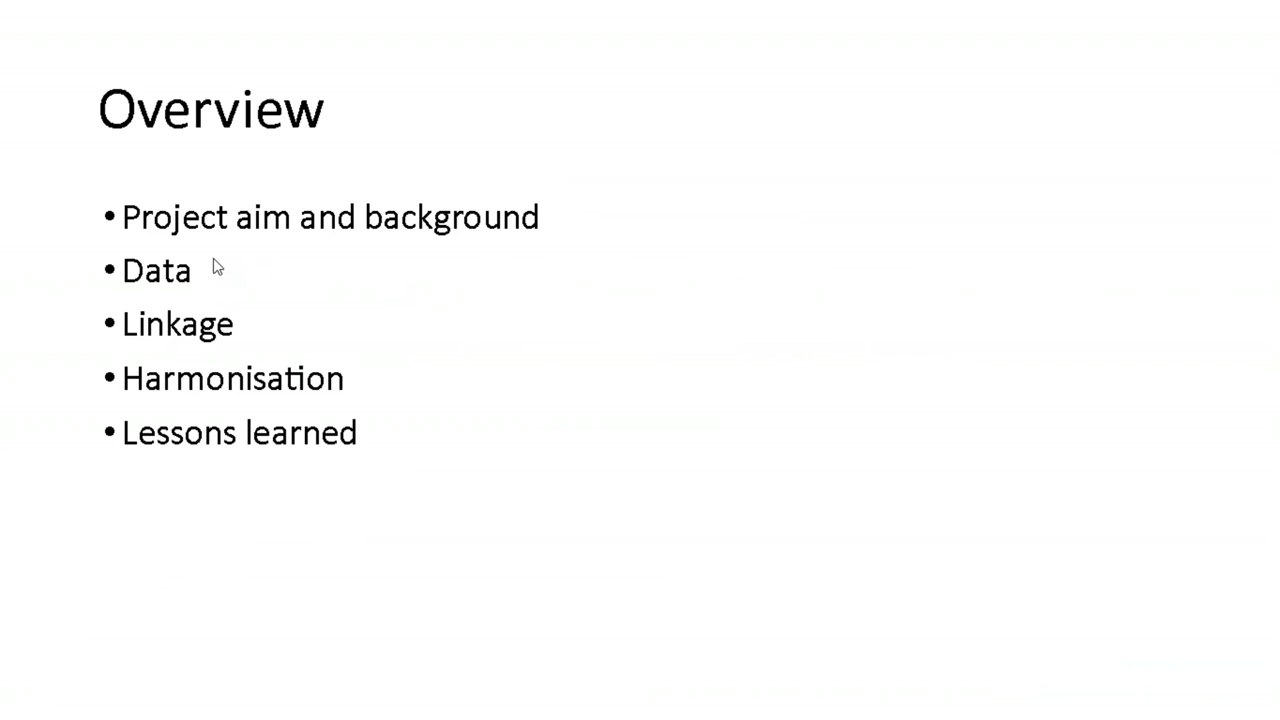 Overview
• Project aim and background
• Data
• Linkage
• Harmonisation
• Lessons learned